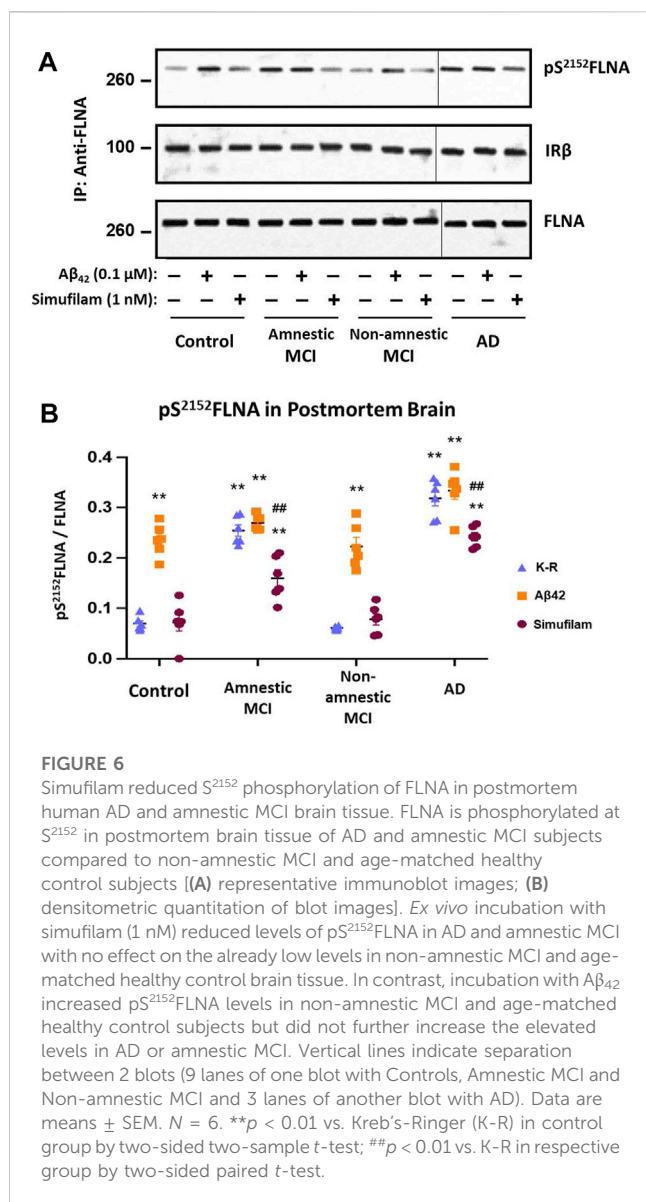 A
IP: Anti-FLNA
260 –
pS²¹⁵²FLNA
100 –
IRβ
260 –
FLNA
Aβ₄₂ (0.1 μM): – + – – + – – + – – + –
Simufilam (1 nM): – – + – – + – – + – – +
Control Amnestic MCI Non-amnestic MCI AD
B
pS²¹⁵²FLNA in Postmortem Brain
pS²¹⁵²FLNA / FLNA
0.4
0.3
0.2
0.1
0.0
**
** ** ## **
**
** ** ## **
K-R
Aβ42
Simufilam
Control
Amnestic
MCI
Non-
amnestic
MCI
AD
FIGURE 6
Simufilam reduced S²¹⁵² phosphorylation of FLNA in postmortem
human AD and amnestic MCI brain tissue. FLNA is phosphorylated at
S²¹⁵² in postmortem brain tissue of AD and amnestic MCI subjects
compared to non-amnestic MCI and age-matched healthy
control subjects [(A) representative immunoblot images; (B)
densitometric quantitation of blot images]. Ex vivo incubation with
simufilam (1 nM) reduced levels of pS²¹⁵²FLNA in AD and amnestic MCI
with no effect on the already low levels in non-amnestic MCI and age-
matched healthy control brain tissue. In contrast, incubation with Aβ₄₂
increased pS²¹⁵²FLNA levels in non-amnestic MCI and age-matched
healthy control subjects but did not further increase the elevated
levels in AD or amnestic MCI. Vertical lines indicate separation
between 2 blots (9 lanes of one blot with Controls, Amnestic MCI and
Non-amnestic MCI and 3 lanes of another blot with AD). Data are
means ± SEM. N = 6. **p < 0.01 vs. Kreb’s-Ringer (K-R) in control
group by two-sided two-sample t-test; ##p < 0.01 vs. K-R in respective
group by two-sided paired t-test.